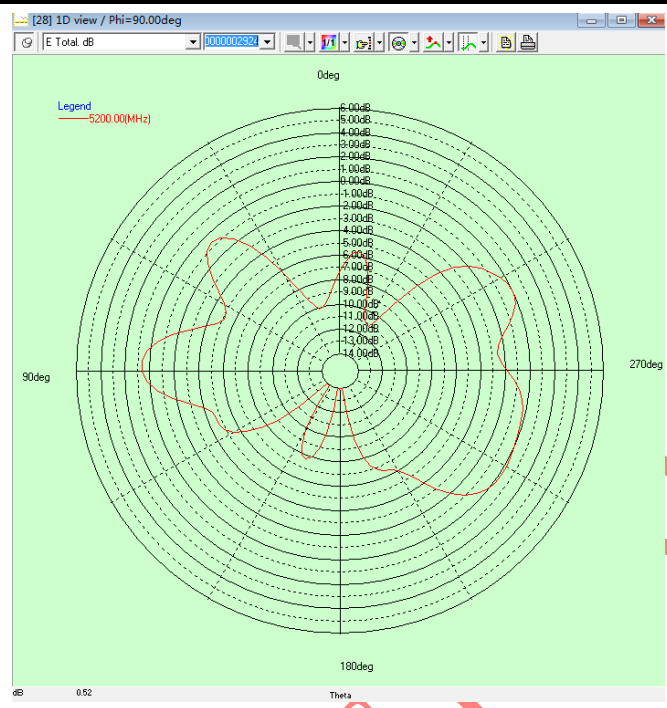 [28] 1D view / Phi=90.00deg
E Total. dB
0000002924
0deg
Legend
5200.00(MHz)
6.00dB
5.00dB
4.00dB
3.00dB
2.00dB
1.00dB
0.00dB
-1.00dB
-2.00dB
-3.00dB
-4.00dB
-5.00dB
-6.00dB
-7.00dB
-8.00dB
-9.00dB
-10.00dB
-11.00dB
-12.00dB
-13.00dB
-14.00dB
90deg
270deg
180deg
dB 0.52 Theta